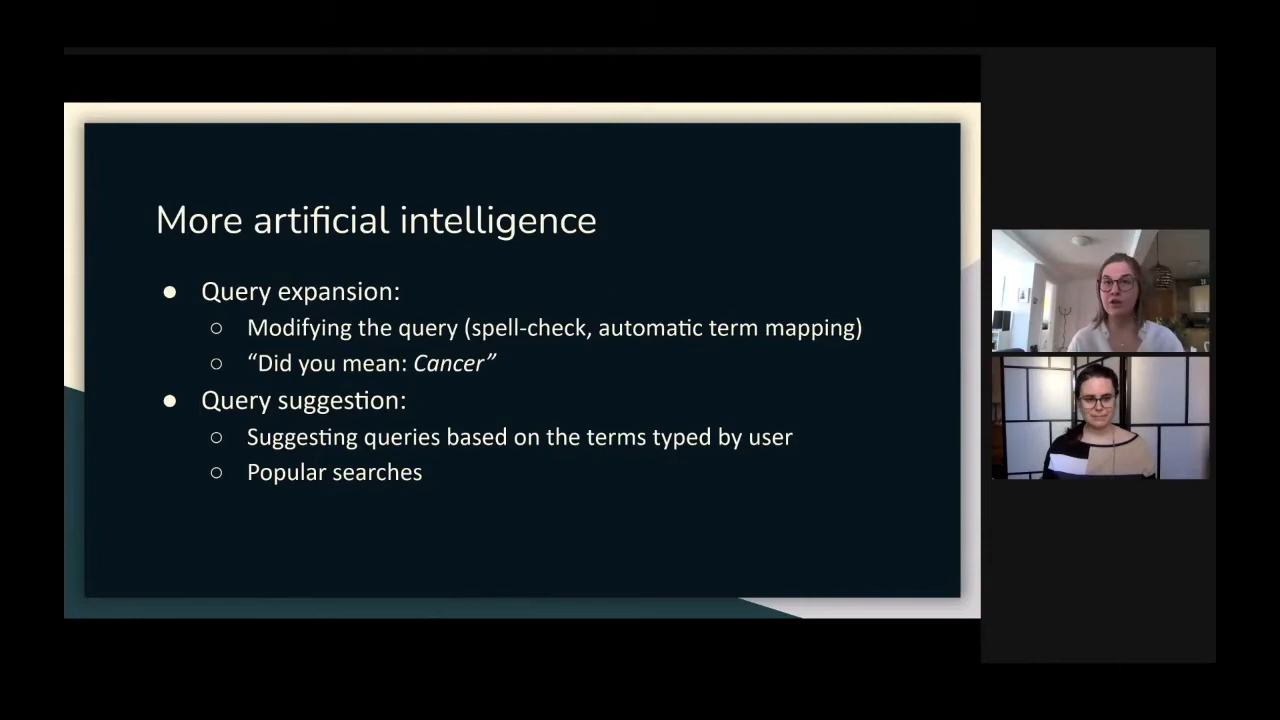 More artificial intelligence
● Query expansion:
○ Modifying the query (spell-check, automatic term mapping)
○ “Did you mean: Cancer”
● Query suggestion:
○ Suggesting queries based on the terms typed by user
○ Popular searches